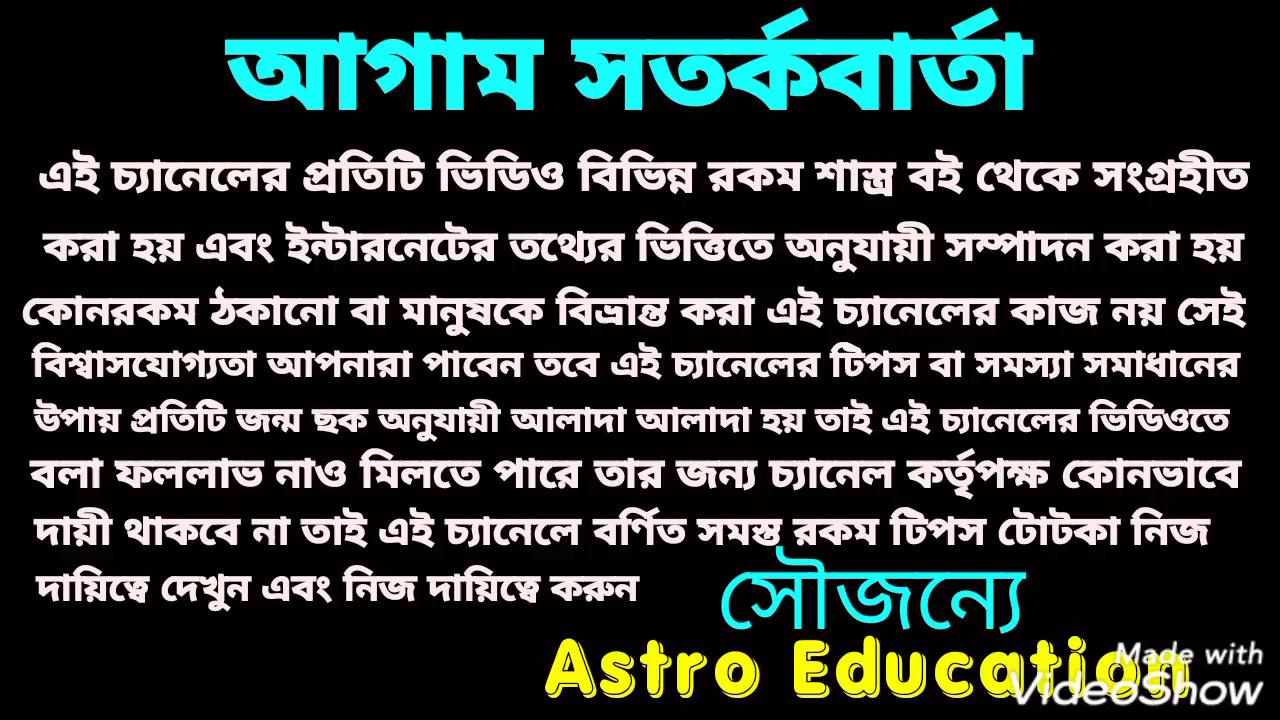 আগাম সতর্কবার্তা
এই চ্যানেলের প্রতিটি ভিডিও বিভিন্ন রকম শাস্ত্র বই থেকে সংগ্রহীত
করা হয় এবং ইন্টারনেটের তথ্যের ভিত্তিতে অনুযায়ী সম্পাদন করা হয়
কোনরকম ঠকানো বা মানুষকে বিভ্রান্ত করা এই চ্যানেলের কাজ নয় সেই
বিশ্বাসযোগ্যতা আপনারা পাবেন তবে এই চ্যানেলের টিপস বা সমস্যা সমাধানের
উপায় প্রতিটি জন্ম ছক অনুযায়ী আলাদা আলাদা হয় তাই এই চ্যানেলের ভিডিওতে
বলা ফললাভ নাও মিলতে পারে তার জন্য চ্যানেল কর্তৃপক্ষ কোনভাবে
দায়ী থাকবে না তাই এই চ্যানেলে বর্ণিত সমস্ত রকম টিপস টোটকা নিজ
দায়িত্বে দেখুন এবং নিজ দায়িত্বে করুন
সৌজন্যে
Astro Education
Made with
VideoShow